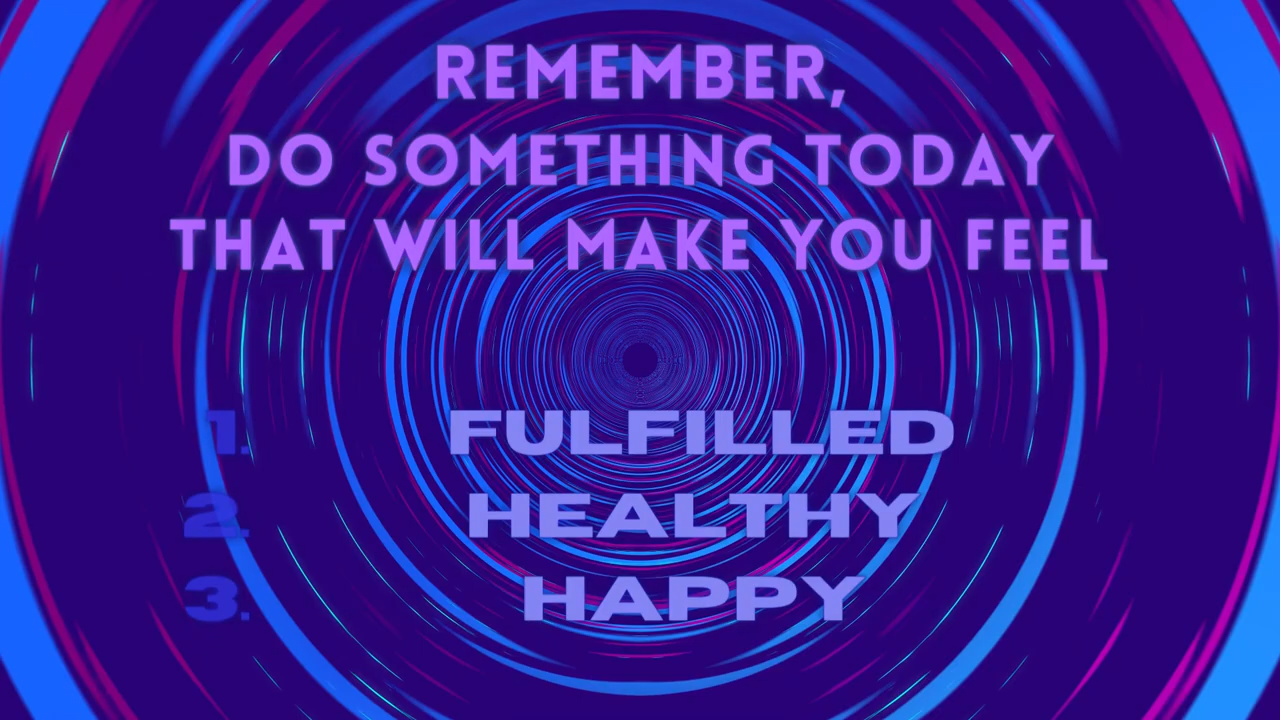 REMEMBER,
DO SOMETHING TODAY
THAT WILL MAKE YOU FEEL
1. FULFILLED
2. HEALTHY
3. HAPPY